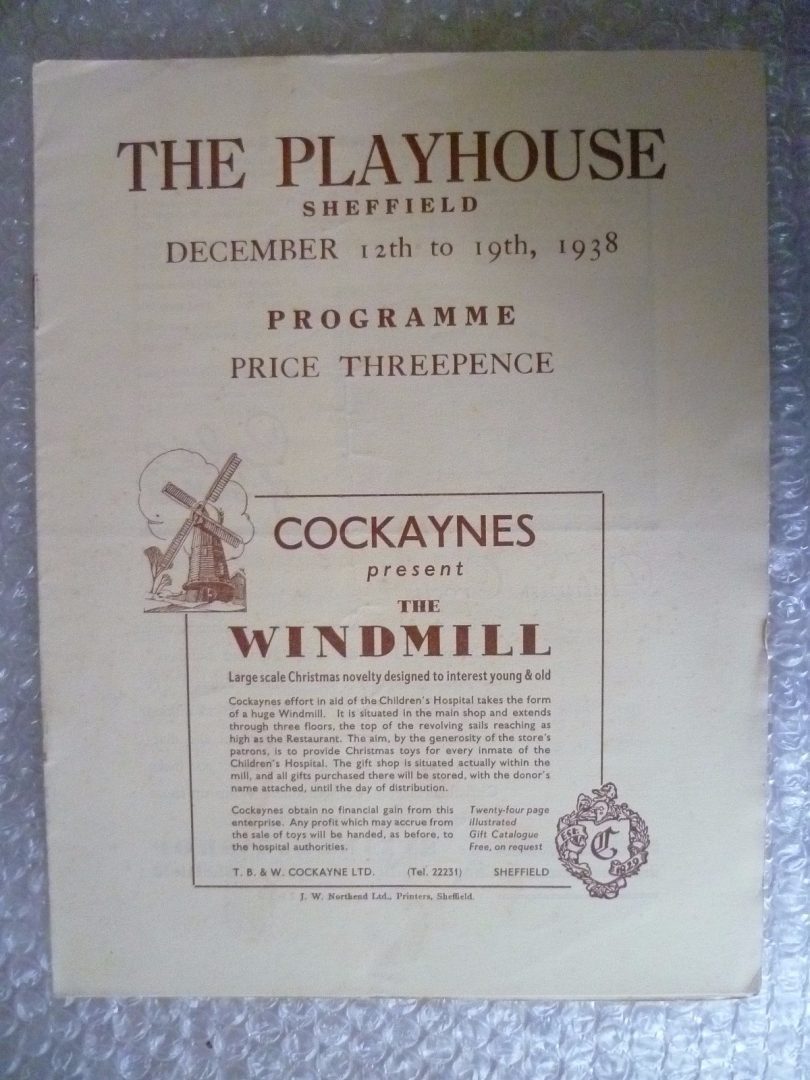 THE PLAYHOUSE
SHEFFIELD
DECEMBER 12th to 19th, 1938
PROGRAMME
PRICE THREEPENCE
COCKAYNES
present
THE
WINDMILL
Large scale Christmas novelty designed to interest young & old
Cockaynes effort in aid of the Children's Hospital takes the form
of a huge Windmill. It is situated in the main shop and extends
through three floors, the top of the revolving sails reaching as
high as the Restaurant. The aim, by the generosity of the store's
patrons, is to provide Christmas toys for every inmate of the
Children's Hospital. The gift shop is situated actually within the
mill, and all gifts purchased there will be stored, with the donor's
name attached, until the day of distribution.
Cockaynes obtain no financial gain from this
enterprise. Any profit which may accrue from
the sale of toys will be handed, as before, to
the hospital authorities.
Twenty-four page
illustrated
Gift Catalogue
Free, on request
C
1829
T. B. & W. COCKAYNE LTD. (Tel. 22231) SHEFFIELD
J. W. Northend Ltd., Printers, Sheffield.